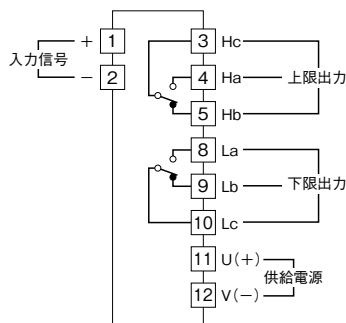 入力信号
+ 1
− 2
3 Hc
4 Ha 上限出力
5 Hb
8 La
9 Lb 下限出力
10 Lc
11 U(+)
供給電源
12 V(−)